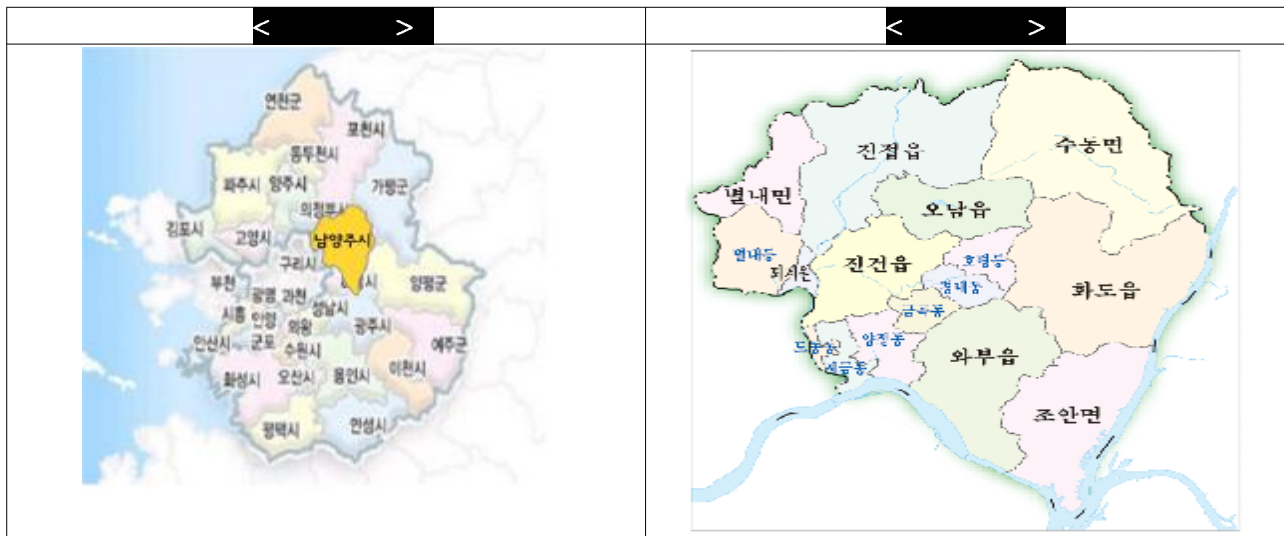 < >
< >
연천군
포천시
동두천시
파주시 양주시
가평군
의정부시
김포시
고양시
남양주시
구리시
부천
양평군
광명 과천
성남시
시흥 안양
의왕
광주시
안산시 군포
수원시
여주군
이천시
화성시 오산시 용인시
평택시
안성시
수동면
진접읍
별내면
오남읍
별내동
진건읍
호평동
퇴계원
평내동
화도읍
금곡동
양정동
도농동
와부읍
지금동
조안면